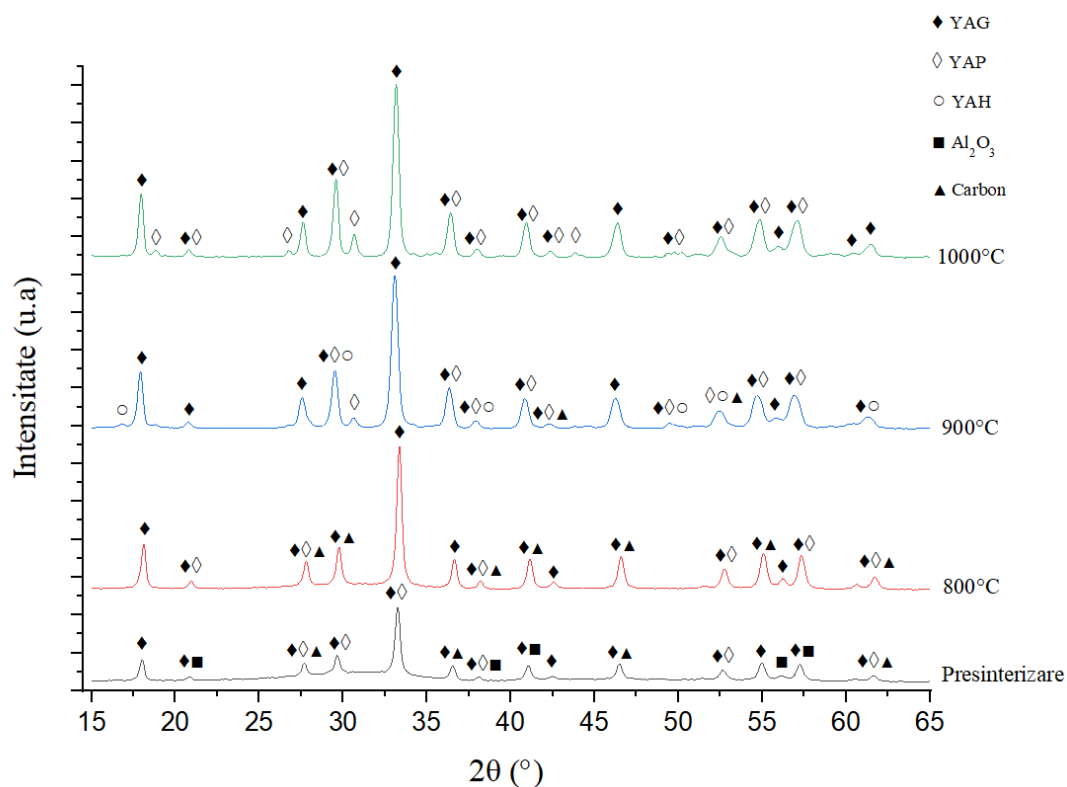 ♦ YAG
◊ YAP
○ YAH
■ Al₂O₃
▲ Carbon
Intensitate (u.a)
1000°C
900°C
800°C
Presinterizare
15 20 25 30 35 40 45 50 55 60 65
2θ (°)